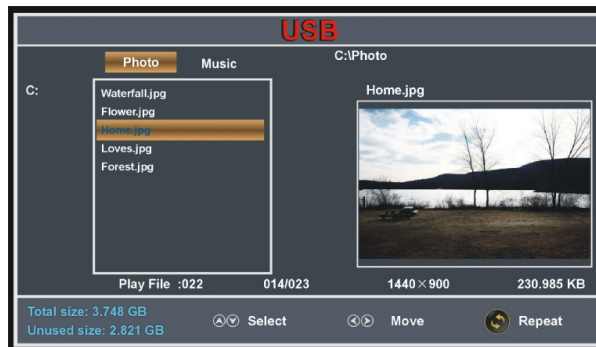 USB
Photo Music C:\Photo
C: Home.jpg
Waterfall.jpg
Flower.jpg
Home.jpg
Loves.jpg
Forest.jpg
Play File :022 014/023 1440×900 230.985 KB
Total size: 3.748 GB
Unused size: 2.821 GB
Select Move Repeat